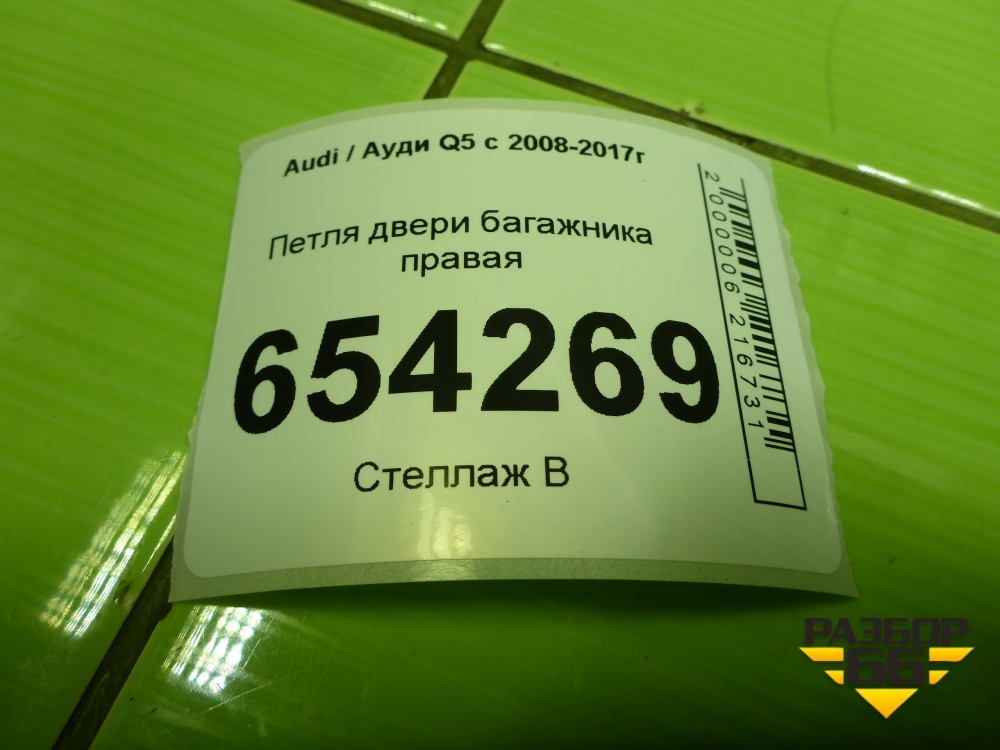 Audi / Ауди Q5 с 2008-2017г
Петля двери багажника
правая
654269
Стеллаж В
2000006216731
РАЗБОР
66